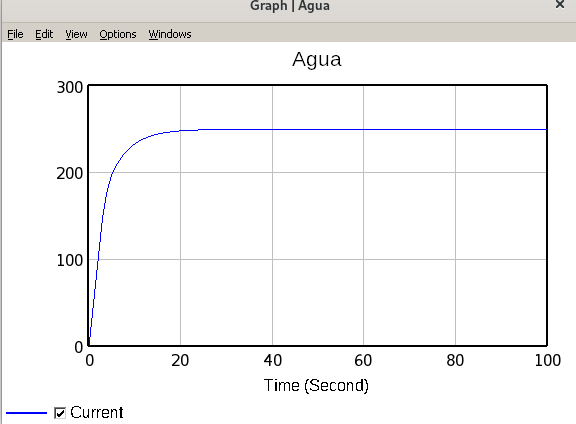 Graph | Agua
File Edit View Options Windows
Agua
300
200
100
0
0 20 40 60 80 100
Time (Second)
Current